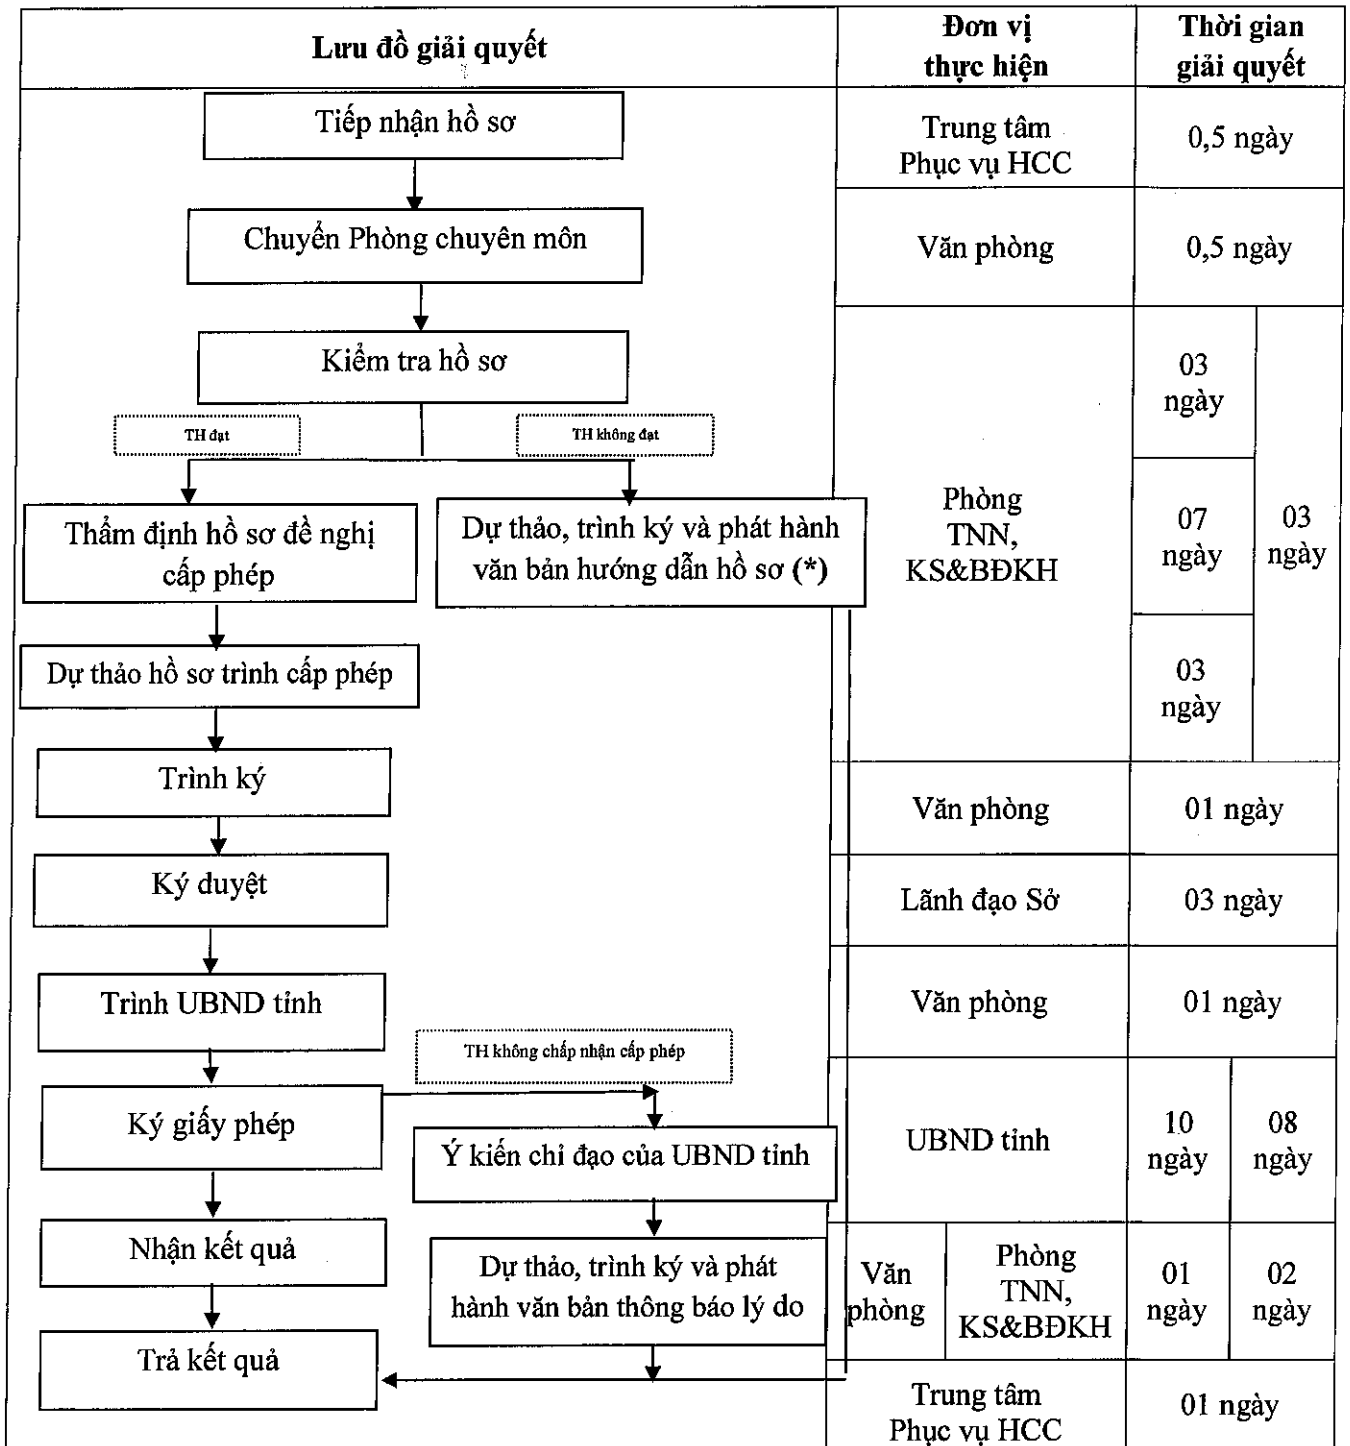 Lưu đồ giải quyết
Đơn vị
thực hiện
Thời gian
giải quyết
Tiếp nhận hồ sơ
Trung tâm
Phục vụ HCC
0,5 ngày
Chuyển Phòng chuyên môn
Văn phòng
0,5 ngày
Kiểm tra hồ sơ
03
ngày
TH đạt
TH không đạt
Thẩm định hồ sơ đề nghị
cấp phép
Dự thảo, trình ký và phát hành
văn bản hướng dẫn hồ sơ (*)
Phòng
TNN,
KS&BĐKH
07
ngày
03
ngày
Dự thảo hồ sơ trình cấp phép
03
ngày
Trình ký
Văn phòng
01 ngày
Ký duyệt
Lãnh đạo Sở
03 ngày
Trình UBND tỉnh
Văn phòng
01 ngày
TH không chấp nhận cấp phép
Ký giấy phép
Ý kiến chỉ đạo của UBND tỉnh
UBND tỉnh
10
ngày
08
ngày
Nhận kết quả
Dự thảo, trình ký và phát
hành văn bản thông báo lý do
Văn
phòng
Phòng
TNN,
KS&BĐKH
01
ngày
02
ngày
Trả kết quả
Trung tâm
Phục vụ HCC
01 ngày